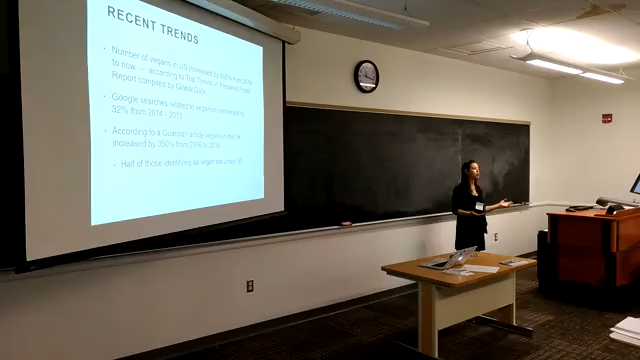 RECENT TRENDS
Number of vegans in US increased by 600% from 2014
to now — according to Top Trends in Prepared Foods
Report compiled by Global Data
Google searches related to veganism increased by
32% from 2014 - 2015
According to a Guardian article vegans in the UK
increased by 350% from 2006 to 2016
Half of those identifying as vegan are under 35